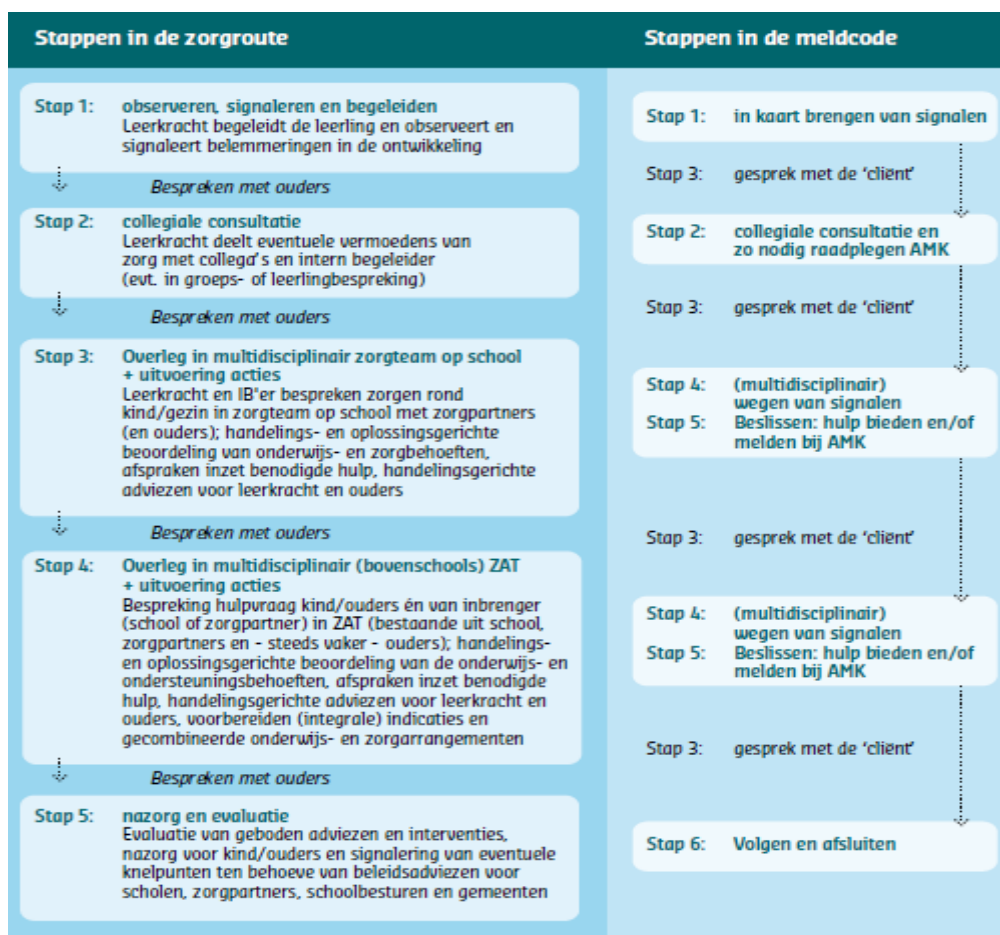 Stappen in de zorgroute
Stap 1: observeren, signaleren en begeleiden
Leerkracht begeleidt de leerling en observeert en
signaleert belemmeringen in de ontwikkeling
Bespreken met ouders
Stap 2: collegiale consultatie
Leerkracht deelt eventuele vermoedens van
zorg met collega's en intern begeleider
(evt. in groeps- of leerlingbespreking)
Bespreken met ouders
Stap 3: Overleg in multidisciplinair zorgteam op school
+ uitvoering acties
Leerkracht en IB'er bespreken zorgen rond
kind/gezin in zorgteam op school met zorgpartners
(en ouders); handelings- en oplossingsgerichte
beoordeling van onderwijs- en zorgbehoeften,
afspraken inzet benodigde hulp, handelingsgerichte
adviezen voor leerkracht en ouders
Bespreken met ouders
Stap 4: Overleg in multidisciplinair (bovenschools) ZAT
+ uitvoering acties
Bespreking hulpvraag kind/ouders én van inbrenger
(school of zorgpartner) in ZAT (bestaande uit school,
zorgpartners en - steeds vaker - ouders); handelings-
en oplossingsgerichte beoordeling van de onderwijs- en
ondersteuningsbehoeften, afspraken inzet benodigde
hulp, handelingsgerichte adviezen voor leerkracht en
ouders, voorbereiden (integrale) indicaties en
gecombineerde onderwijs- en zorgarrangementen
Bespreken met ouders
Stap 5: nazorg en evaluatie
Evaluatie van geboden adviezen en interventies,
nazorg voor kind/ouders en signalering van eventuele
knelpunten ten behoeve van beleidsadviezen voor
scholen, zorgpartners, schoolbesturen en gemeenten
Stappen in de meldcode
Stap 1: in kaart brengen van signalen
Stap 3: gesprek met de 'cliënt'
Stap 2: collegiale consultatie en
zo nodig raadplegen AMK
Stap 3: gesprek met de 'cliënt'
Stap 4: (multidisciplinair)
wegen van signalen
Stap 5: Beslissen: hulp bieden en/of
melden bij AMK
Stap 3: gesprek met de 'cliënt'
Stap 4: (multidisciplinair)
wegen van signalen
Stap 5: Beslissen: hulp bieden en/of
melden bij AMK
Stap 3: gesprek met de 'cliënt'
Stap 6: Volgen en afsluiten